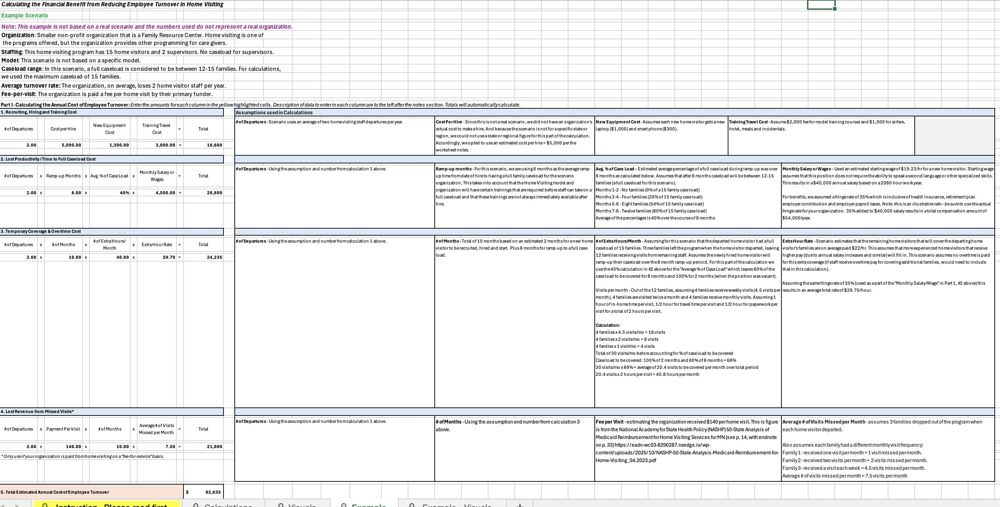 Calculating the Financial Benefit from Reducing Employee Turnover in Home Visiting
Example Scenario
Note: This example is not based on a real scenario and the numbers used do not represent a real organization.
Organization: Smaller non-profit organization that is a Family Resource Center. Home visiting is one of
the programs offered, but the organization provides other programming for care givers.
Staffing: This home visiting program has 15 home visitors and 2 supervisors. No caseload for supervisors.
Model: This scenario is not based on a specific model.
Caseload range: In this scenario, a full caseload is considered to be between 12-15 families. For calculations,
we used the maximum caseload of 15 families.
Average turnover rate: The organization, on average, loses 2 home visitor staff per year.
Fee-per-visit: The organization is paid a fee per home visit by their primary funder.
Part I - Calculating the Annual Cost of Employee Turnover: Enter the amounts for each column in the yellow highlighted cells. Description of data to enter in each column are to the left after the notes section. Totals will automatically calculate.
1. Recruiting, Hiring and Training Cost
# of Departures Cost per Hire New Equipment Cost Training Travel Cost = Total
2.00 5,000.00 1,300.00 3,000.00 = 18,600
Assumptions used in Calculations
# of Departures - Scenario uses an average of two home visting staff departures per year.
Cost Per Hire - Since this is not a real scenario, we did not have an organization's
actual cost to make a hire. And because the scenario is not for a specific state or
region, we could not use a state or regional figure for this part of the calculation.
Accordingly, we opted to use an estimated cost per hire = $5,000 per the
worksheet notes.
New Equipment Cost - Assumes each new home visitor gets a new
laptop ($1,000) and smart phone ($300).
Training Travel Cost - Assume $2,000 fee for model training courses and $1,000 for airfare,
hotel, meals and incidentals.
2. Lost Productivity / Time to Full Caseload Cost
# of Departures x Ramp-up Months x Avg. % of Case Load x Monthly Salary or Wages = Total
2.00 x 8.00 x 40% x 4,500.00 = 28,800
# of Departures - Using the assumption and number from calculation 1 above.
Ramp-up months - For this scenario, we are using 8 months as the average ramp-
up time from date of hire to having a full family caseload for the scenario
organization. This takes into account that the Home Visiting model and
organization will have certain trainings that are required before staff can take on a
full caseload and that these trainings are not always immediately available after
hire.
Avg. % of Case Load – Estimated average percentage of a full case load during ramp-up was over
8 months as calculated below. Assumes that after 8 months caseload will be between 12-15
families (a full caseload for this scenario).
Months 1-2 - No families (0% of a 15 family case load)
Months 3-4 - Four families (26% of 15 family case load)
Months 5-6 - Eight families (54% of 15 family case load)
Months 7-8 - Twelve families (80% of 15 family case load)
Average of the percentages is 40% over the course of 8 months
Monthly Salary or Wages – Used an estimated starting wage of $19.23/hr for a new home visitor. Starting wage
assumes that this position does not require the ability to speak a second language or other specialized skills.
This results in a $40,000 annual salary based on a 2080 hour work year.
For benefits, we assumed a fringe rate of 35% which is inclusive of health insurance, retirement plan
employer contribution and employer payroll taxes. Note: this is an illustrative rate – be sure to use the actual
fringe rate for your organization. 35% added to $40,000 salary results in a total compensation amount of
$54,000/year.
3. Temporary Coverage & Overtime Cost
# of Departures x # of Months x # of Extra Hours/ Month x Extra Hour Rate = Total
2.00 x 10.00 x 40.80 x 29.70 = 24,235
# of Departures - Using the assumption and number from calculation 1 above.
# of Months - Total of 10 months based on an estimated 2 months for a new home
visitor to be recruited, hired and start. Plus 8 months for ramp-up to a full case
load.
# of Extra Hours/Month - Assuming for this scenario that the departed home visitor had a full
caseload of 15 families. Three families left the program when the home visitor departed, leaving
12 families receiving visits from remaining staff. Assumes the newly hired home visitor will
ramp-up their caseload over the 8 month ramp-up perioid. For this part of the calculation we
use the 40% calculation in #2 above for the "Average % of Case Load" which leaves 60% of the
case load to be covered for 8 months and 100% for 2 months (when the position was vacant).
Visits per month - Out of the 12 families, assuming 4 families receive weekly visits (4.5 visits per
month), 4 families are visited twice a month and 4 families receive monthly visits. Assuming 1
hour of in-home time per visit, 1/2 hour for travel time per visit and 1/2 hour for paperwork per
visit for a total of 2 hours per visit.
Calculation:
4 families x 4.5 visits/mo = 18 visits
4 families x 2 visits/mo = 8 visits
4 familes x 1 visit/mo = 4 visits
Total of 30 visits/mo before accounting for % of case load to be covered
Case load to be covered: 100% of 2 months and 60% of 8 months = 68%
30 visits/mo x 68% = average of 20.4 visits to be covered per month over total period
20.4 visits x 2 hours per visit = 40.8 hours per month
Extra Hour Rate - Scenario estimates that the remaining home visitors that will cover the departing home
visitor's families are on average paid $22/hr. This assumes that more experienced home visitors that receive
higher pay (due to annual salary increases and similar) will fill in. This scenario assumes no overtime is paid
for this extra coverage (if staff receive overtime pay for covering additional families, would need to include
that in this calculation).
Assuming the same fringe rate of 35% (used as a part of the "Monthly Salary/Wage" in Part 1, #2 above) this
results in an average total rate of $29.70/hour.
4. Lost Revenue from Missed Visits*
# of Departures x Payment Per Visit x # of Months x Average # of Visits Missed per Month = Total
2.00 x 140.00 x 10.00 x 7.50 = 21,000
* Only use if your organization is paid from home visiting on a "fee-for-service" basis.
# of Departures - Using the assumption and number from calculation 1 above.
# of Months - Using the assumption and number from calculation 3
above.
Fee per Visit - estimating the organization received $140 per home visit. This is figure
is from the National Academy for State Health Policy (NASHP) 50-State Analysis of
Medicaid Reimbursement for Home Visiting Services for MN (see p. 14, with endnote
on p. 33) https://eadn-wc03-8290287.nxedge.io/wp-
content/uploads/2025/10/NASHP-50-State-Analysis-Medicaid-Reimbursement-for-
Home-Visiting_04.2023.pdf
Average # of Visits Missed per Month - assumes 3 families dropped out of the program when
each home visitor departed.
Also assumes each family had a different monthly visit frequency:
Family 1 - received one visit per month = 1 visit missed per month.
Family 2 - received two visits per month = 2 visits missed per month.
Family 3 - received a visit each week = 4.5 visits missed per month.
Average # of visits missed per month = 7.5 visits per month
5. Total Estimated Annual Cost of Employee Turnover $ 92,635
Instruction - Please read first Calculations Visuals Example Example - Visuals +